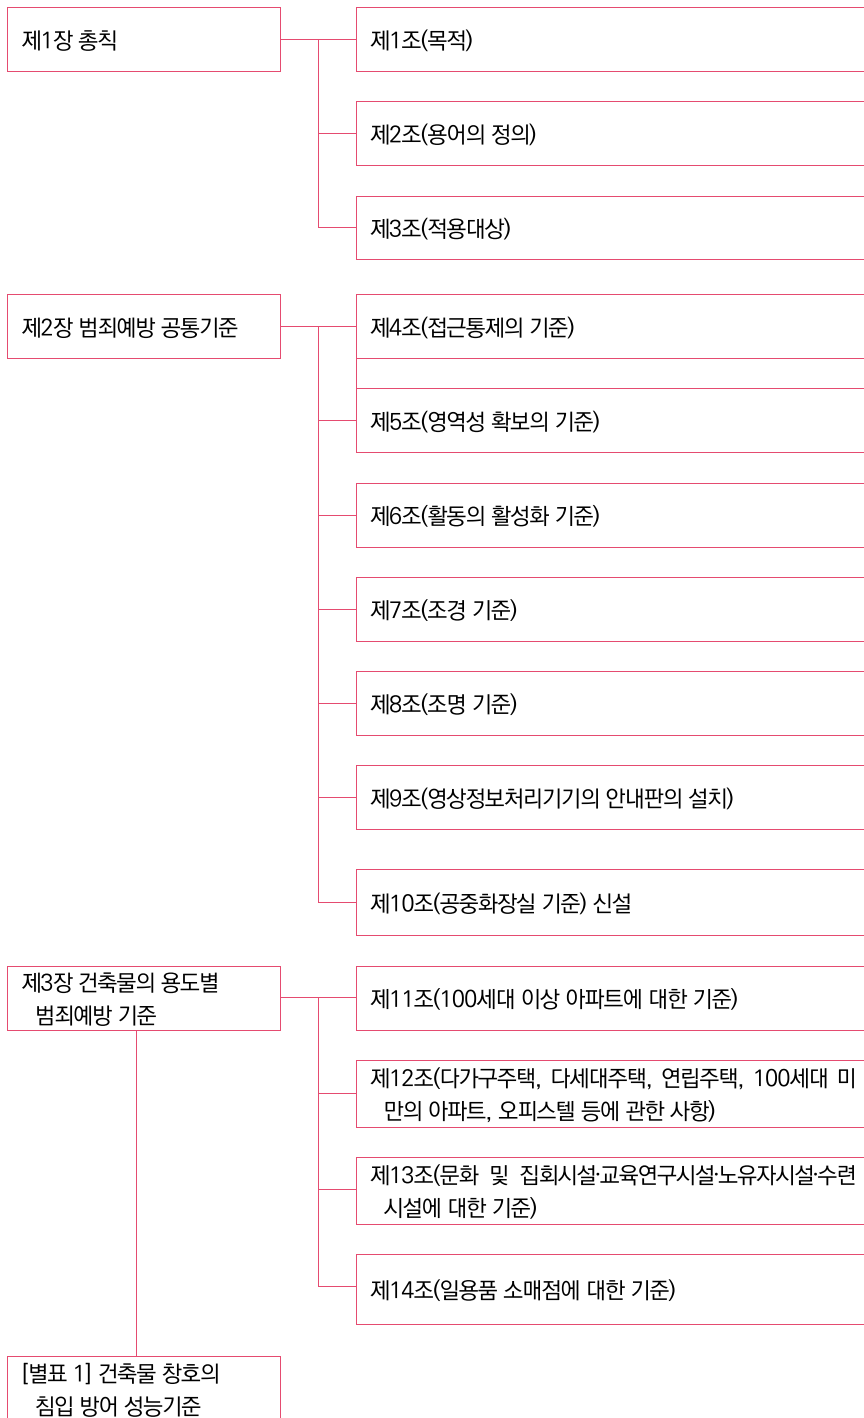 제1장 총칙
제1조(목적)
제2조(용어의 정의)
제3조(적용대상)
제2장 범죄예방 공통기준
제4조(접근통제의 기준)
제5조(영역성 확보의 기준)
제6조(활동의 활성화 기준)
제7조(조경 기준)
제8조(조명 기준)
제9조(영상정보처리기기의 안내판의 설치)
제10조(공중화장실 기준) 신설
제3장 건축물의 용도별
범죄예방 기준
제11조(100세대 이상 아파트에 대한 기준)
제12조(다가구주택, 다세대주택, 연립주택, 100세대 미
만의 아파트, 오피스텔 등에 관한 사항)
제13조(문화 및 집회시설·교육연구시설·노유자시설·수련
시설에 대한 기준)
제14조(일용품 소매점에 대한 기준)
[별표 1] 건축물 창호의
침입 방어 성능기준